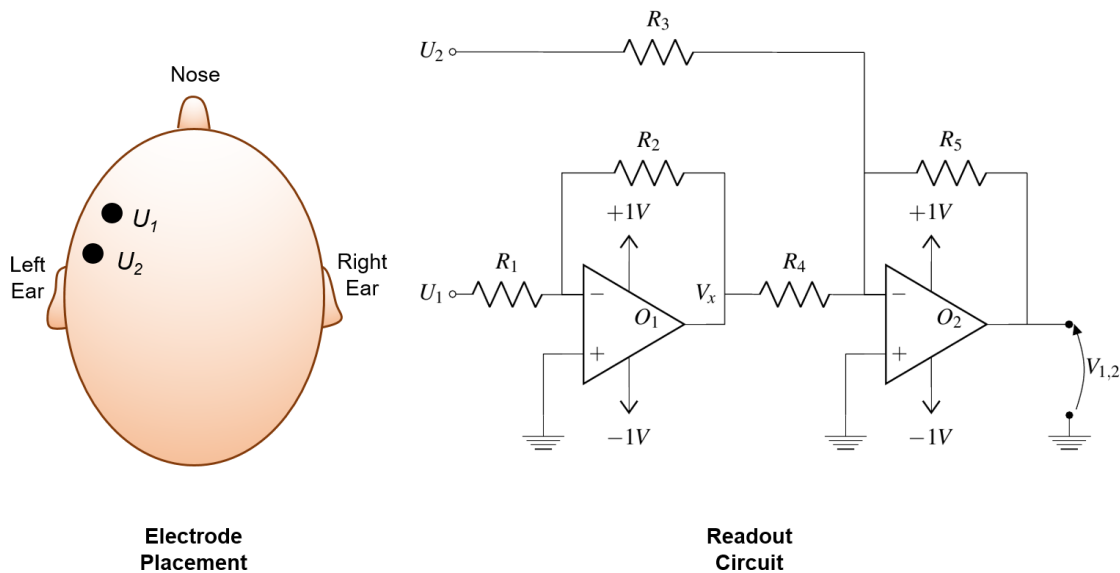 Nose
U1
U2
Left
Ear
Right
Ear
Electrode
Placement
U2
R3
R2
+1V
R5
+1V
R1
U1
−
O1
+
Vx
R4
−
O2
+
V1,2
−1V
−1V
Readout
Circuit